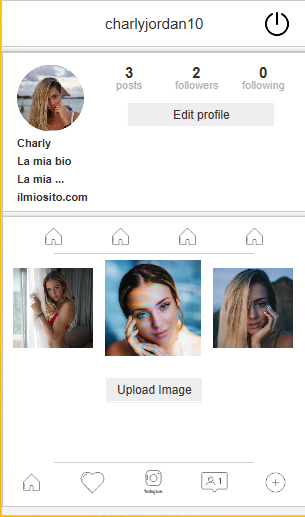 charlyjordan10
3 2 0
posts followers following
Edit profile
Charly
La mia bio
La mia ...
ilmiosito.com
Upload Image
Instagram
1